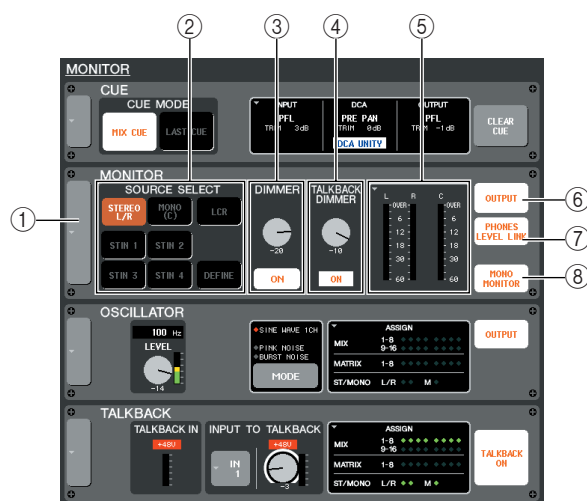 ② ③ ④ ⑤
MONITOR
CUE
CUE MODE
MIX CUE
LAST CUE
INPUT
PFL
TRIM 3dB
DCA
PRE PAN
TRIM 0dB
DCA UNITY
OUTPUT
PFL
TRIM -1dB
CLEAR
CUE
①
MONITOR
SOURCE SELECT
STEREO
L/R
MONO
(C)
LCR
STIN 1
STIN 2
STIN 3
STIN 4
DEFINE
DIMMER
-20
ON
TALKBACK
DIMMER
-10
ON
L R C
OVER OVER
6 6
12 12
18 18
30 30
60 60
OUTPUT
⑥
PHONES
LEVEL LINK
⑦
MONO
MONITOR
⑧
OSCILLATOR
100 Hz
LEVEL
-14
SINE WAVE 1CH
PINK NOISE
BURST NOISE
MODE
ASSIGN
MIX 1-8
9-16
MATRIX 1-8
ST/MONO L/R M
OUTPUT
TALKBACK
TALKBACK IN
+48V
INPUT TO TALKBACK
IN
1
+48V
-3
ASSIGN
MIX 1-8
9-16
MATRIX 1-8
ST/MONO L/R M
TALKBACK
ON